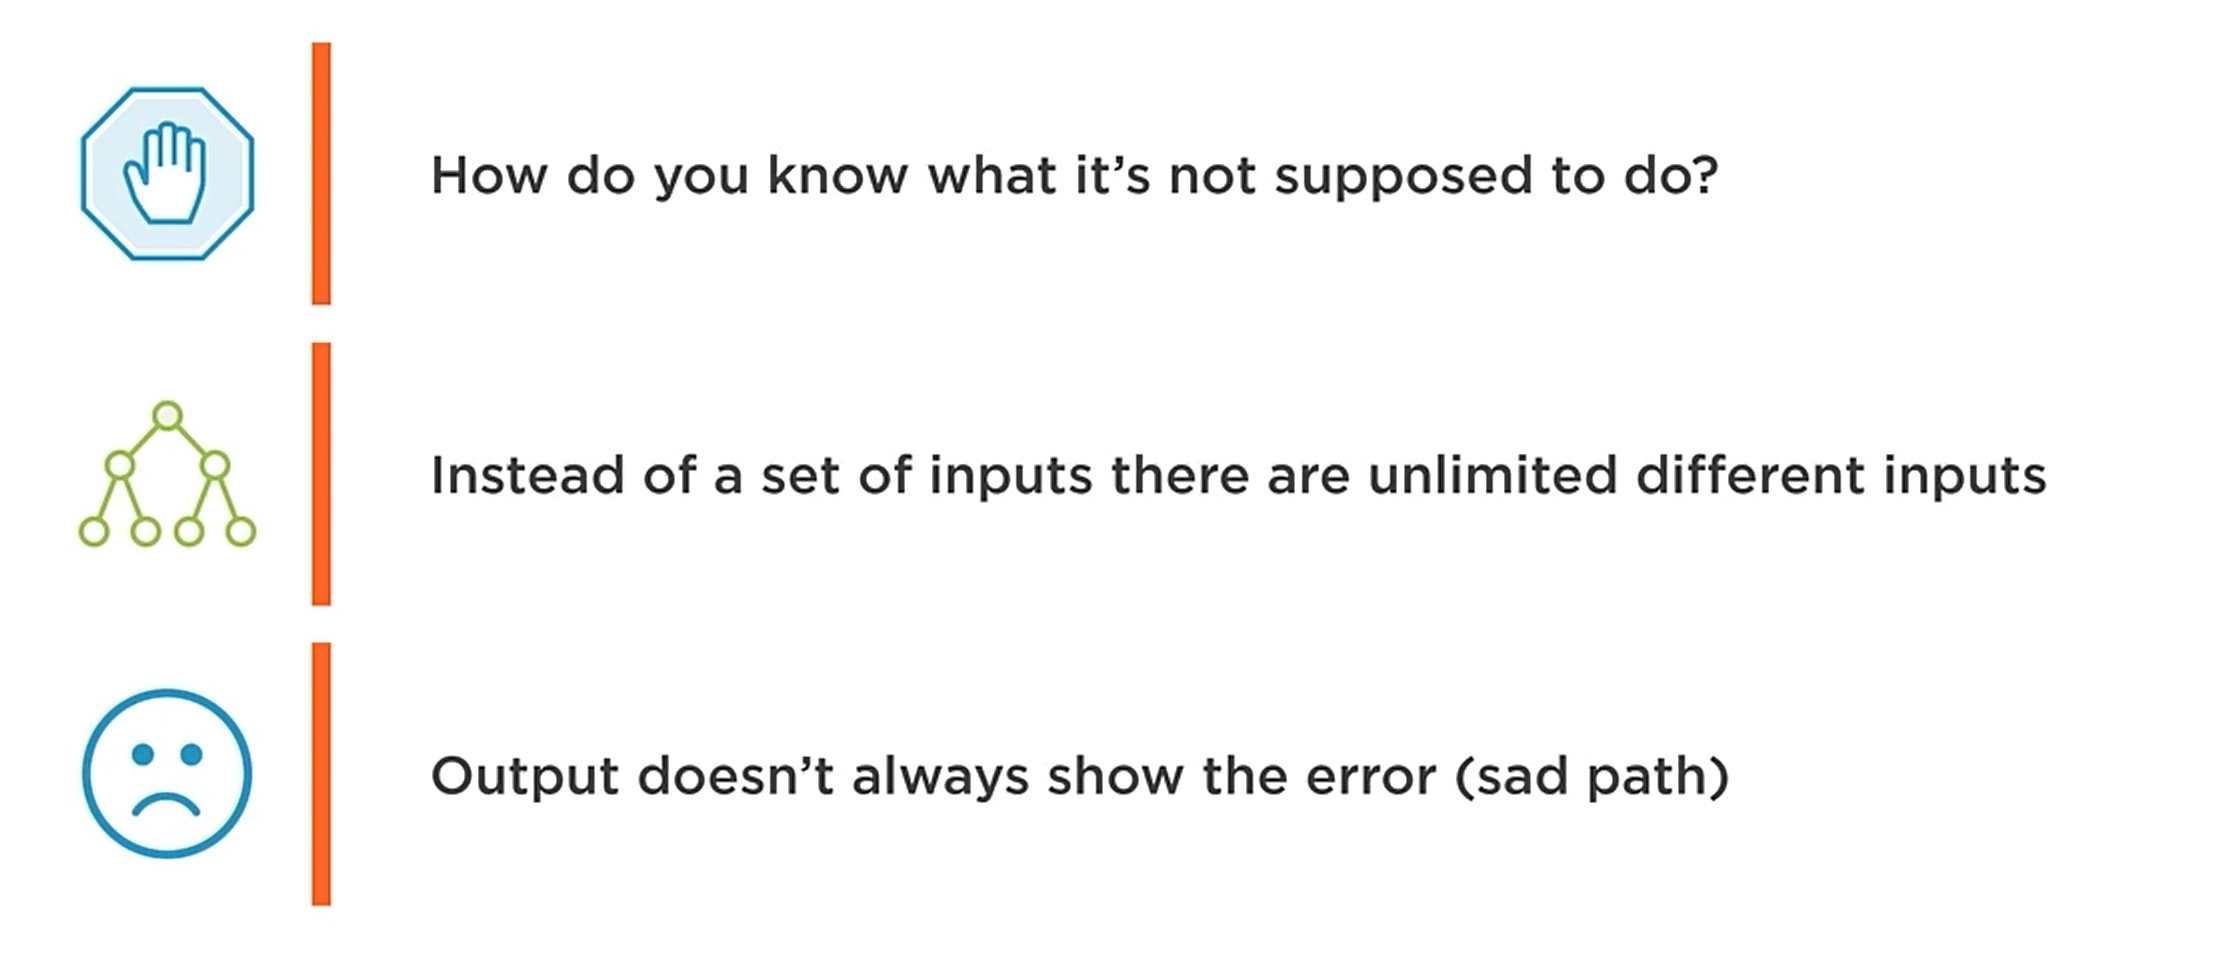 How do you know what it’s not supposed to do?
Instead of a set of inputs there are unlimited different inputs
Output doesn’t always show the error (sad path)